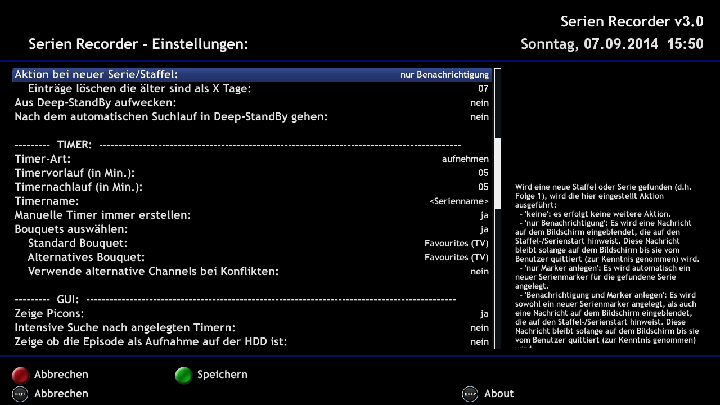 Serien Recorder v3.0
Serien Recorder - Einstellungen:
Sonntag, 07.09.2014 15:50
Aktion bei neuer Serie/Staffel: nur Benachrichtigung
Einträge löschen die älter sind als X Tage: 07
Aus Deep-StandBy aufwecken: nein
Nach dem automatischen Suchlauf in Deep-StandBy gehen: nein
--------- TIMER: ---------------------------------------------------------------------------------------------
Timer-Art: aufnehmen
Timervorlauf (in Min.): 05
Timernachlauf (in Min.): 05
Timername: <Serienname>
Manuelle Timer immer erstellen: ja
Bouquets auswählen: ja
Standard Bouquet: Favourites (TV)
Alternatives Bouquet: Favourites (TV)
Verwende alternative Channels bei Konflikten: nein
--------- GUI: -----------------------------------------------------------------------------------------------
Zeige Picons: ja
Intensive Suche nach angelegten Timern: nein
Zeige ob die Episode als Aufnahme auf der HDD ist: nein
Wird eine neue Staffel oder Serie gefunden (d.h.
Folge 1), wird die hier eingestellt Aktion
ausgeführt:
- 'keine': es erfolgt keine weitere Aktion.
- 'nur Benachrichtigung': Es wird eine Nachricht
auf dem Bildschirm eingeblendet, die auf den
Staffel-/Serienstart hinweist. Diese Nachricht
bleibt solange auf dem Bildschirm bis sie vom
Benutzer quittiert (zur Kenntnis genommen) wird.
- 'nur Marker anlegen': Es wird automatisch ein
neuer Serienmarker für die gefundene Serie
angelegt.
- 'Benachrichtigung und Marker anlegen': Es wird
sowohl ein neuer Serienmarker angelegt, als auch
eine Nachricht auf dem Bildschirm eingeblendet,
die auf den Staffel-/Serienstart hinweist. Diese
Nachricht bleibt solange auf dem Bildschirm bis sie
vom Benutzer quittiert (zur Kenntnis genommen)
Abbrechen
Speichern
Abbrechen
About